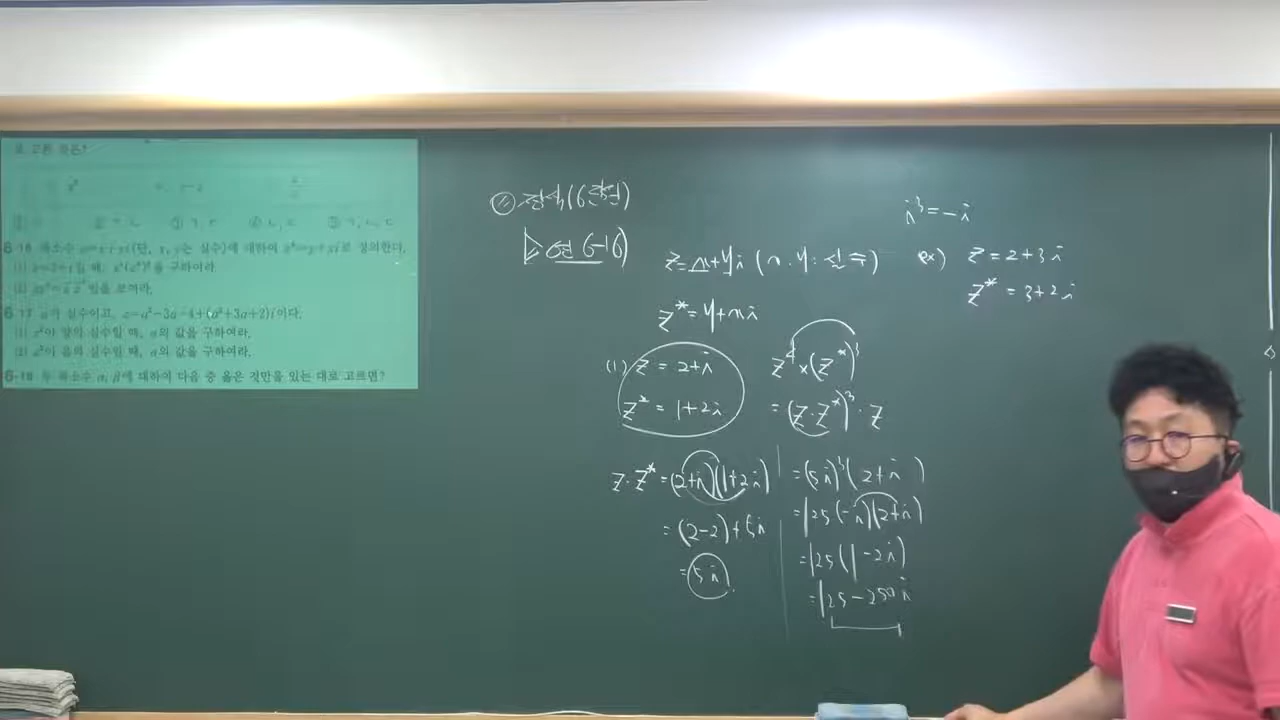 6-16 복소수 z=x+yi(단, x, y는 실수)에 대하여 z*=y+xi로 정의한다.
(1) z=2+i일 때, z⁴(z*)³을 구하여라.
6-17 a가 실수이고, z=a²-3a-4+(a²+3a+2)i이다.
(1) z²이 양의 실수일 때, a의 값을 구하여라.
(2) z²이 음의 실수일 때, a의 값을 구하여라.
6-18 두 복소수 α, β에 대하여 다음 중 옳은 것만을 있는 대로 고르면?
▷ 6-16)
z=x+yi (x, y: 실수)
z*=y+xi
(1) z = 2+i
z* = 1+2i
z·z* = (2+i)(1+2i)
= (2-2)+5i
= 5i
z⁴×(z*)³
= (z·z*)³·z
= (5i)³(2+i)
= 125(-i)(2+i)
= 125(1-2i)
= 125-250i
i³=-i
ex) z=2+3i
z* = 3+2i